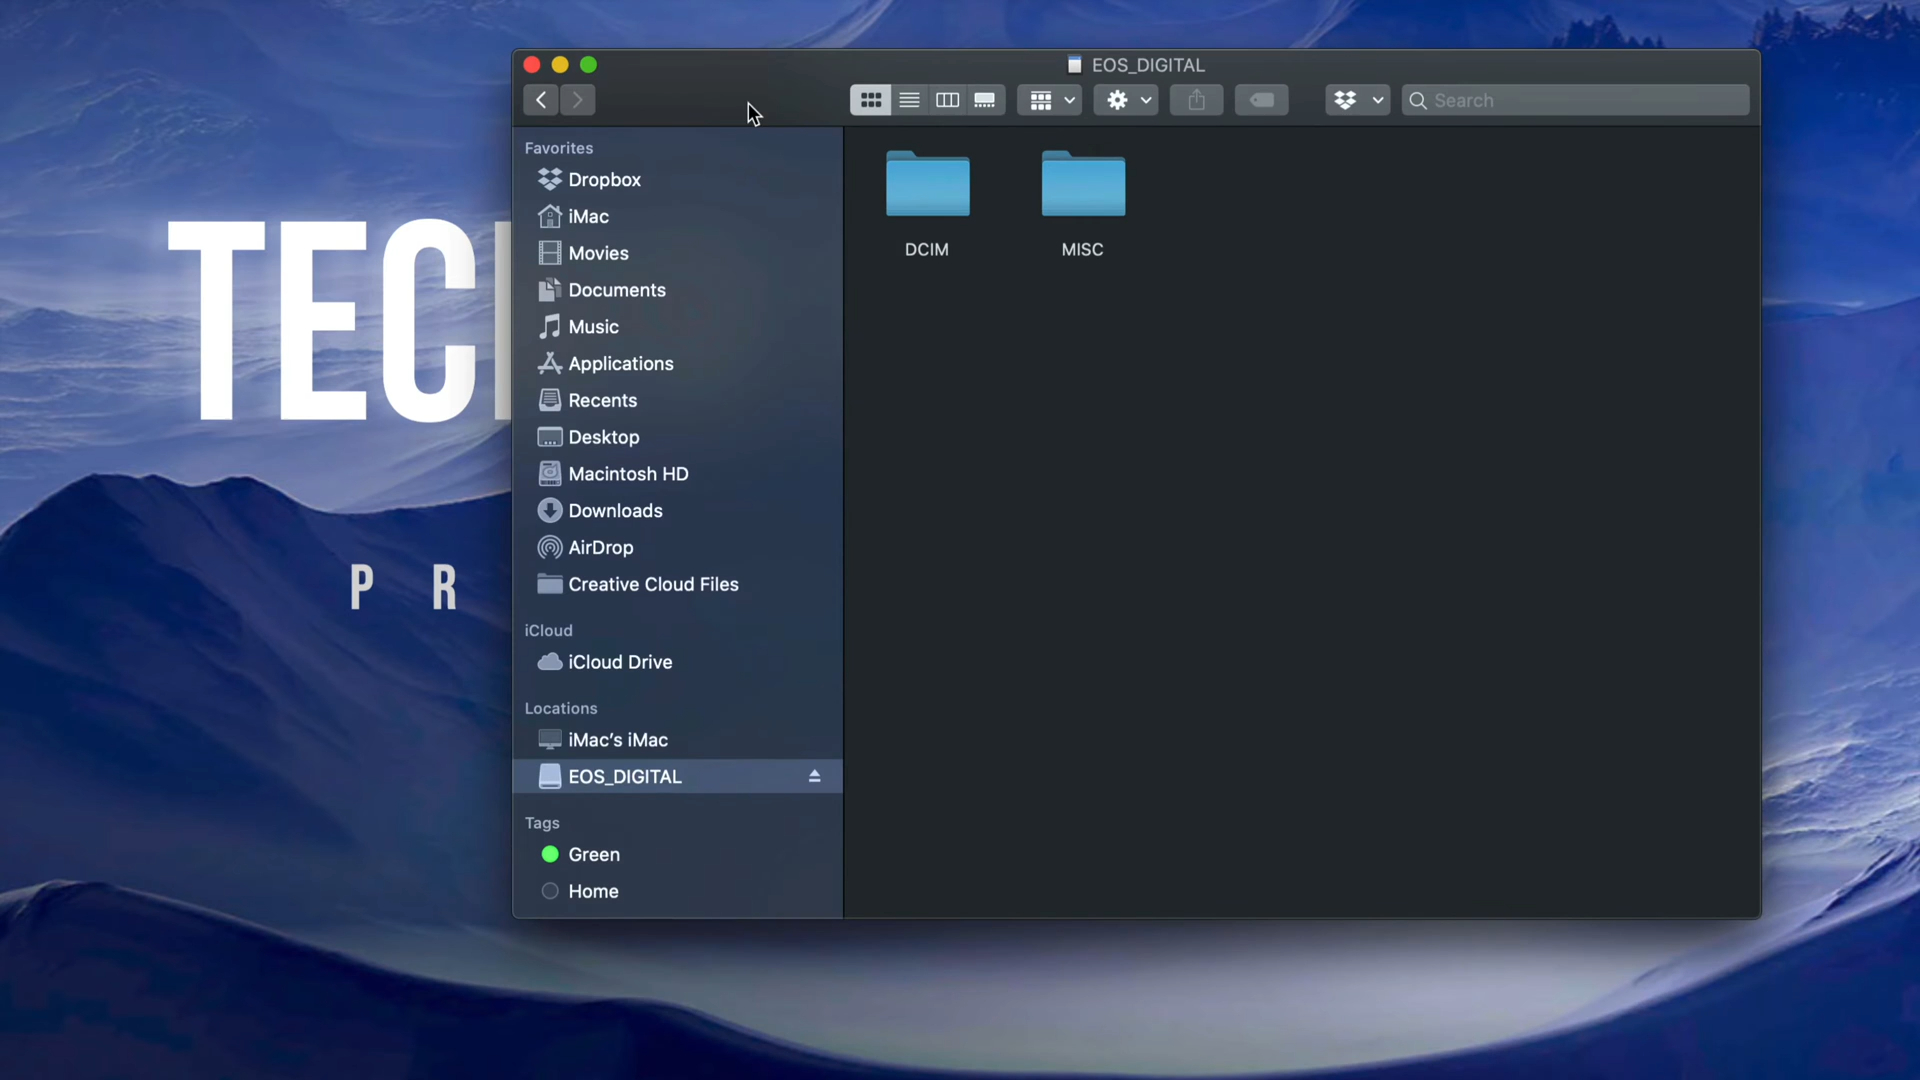 EOS_DIGITAL
Search
Favorites
Dropbox
iMac
Movies
Documents
Music
Applications
Recents
Desktop
Macintosh HD
Downloads
AirDrop
Creative Cloud Files
iCloud
iCloud Drive
Locations
iMac’s iMac
EOS_DIGITAL
Tags
Green
Home
DCIM
MISC
TEC
P R